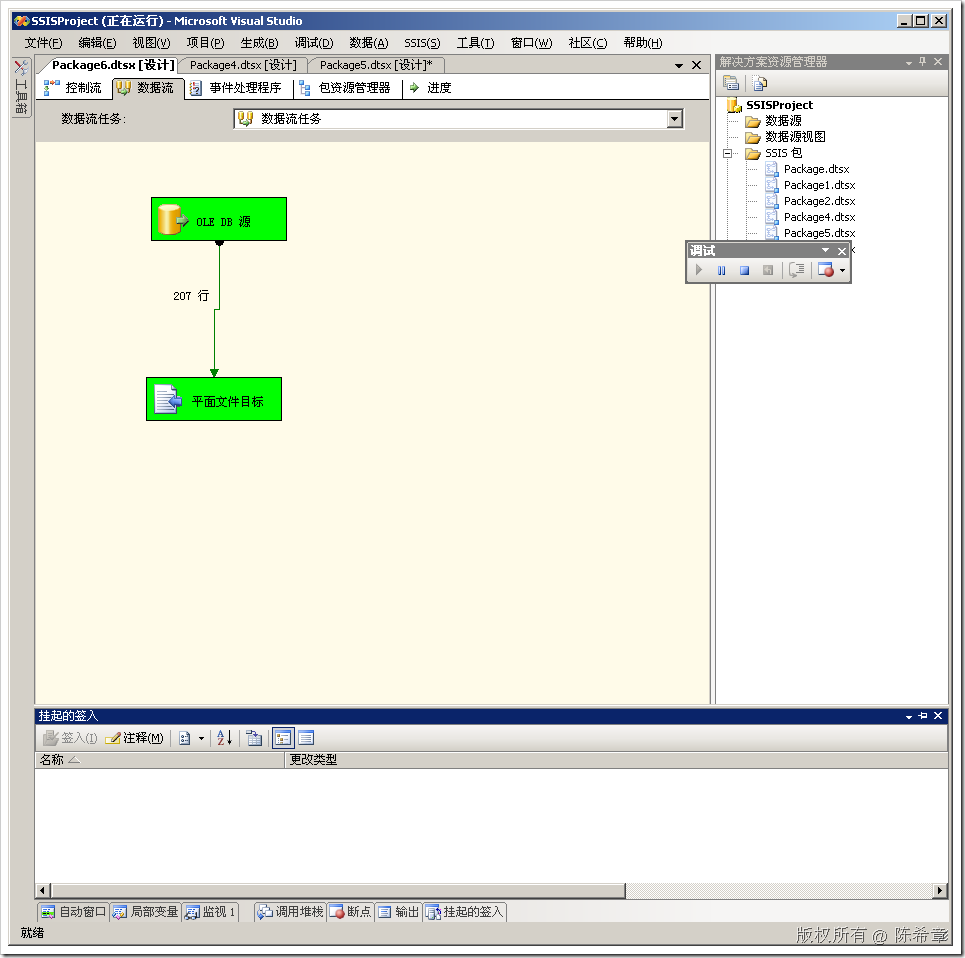 SSISProject (正在运行) - Microsoft Visual Studio
文件(F) 编辑(E) 视图(V) 项目(P) 生成(B) 调试(D) 数据(A) SSIS(S) 工具(T) 窗口(W) 社区(C) 帮助(H)
工具箱
Package6.dtsx [设计] Package4.dtsx [设计] Package5.dtsx [设计]*
控制流 数据流 事件处理程序 包资源管理器 进度
数据流任务: 数据流任务
OLE DB 源
207 行
平面文件目标
解决方案资源管理器
SSISProject
数据源
数据源视图
SSIS 包
Package.dtsx
Package1.dtsx
Package2.dtsx
Package4.dtsx
Package5.dtsx
调试
挂起的签入
签入(I) 注释(M)
名称 更改类型
自动窗口 局部变量 监视 1 调用堆栈 断点 输出 挂起的签入
就绪
版权所有 @ 陈希章